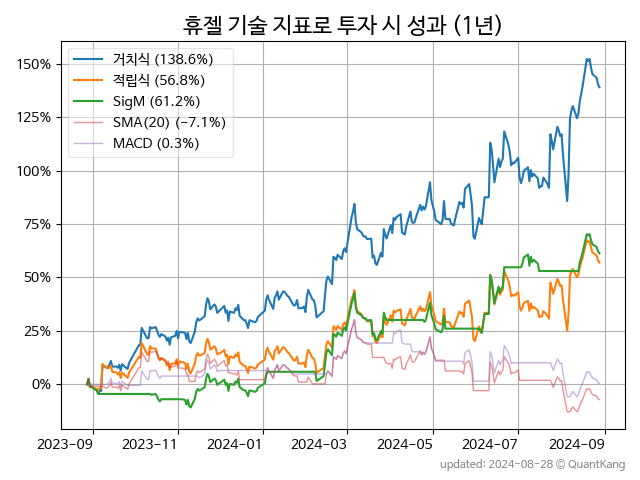 휴젤 기술 지표로 투자 시 성과 (1년)
거치식 (138.6%)
적립식 (56.8%)
SigM (61.2%)
SMA(20) (-7.1%)
MACD (0.3%)
150%
125%
100%
75%
50%
25%
0%
2023-09 2023-11 2024-01 2024-03 2024-05 2024-07 2024-09
updated: 2024-08-28 © QuantKang